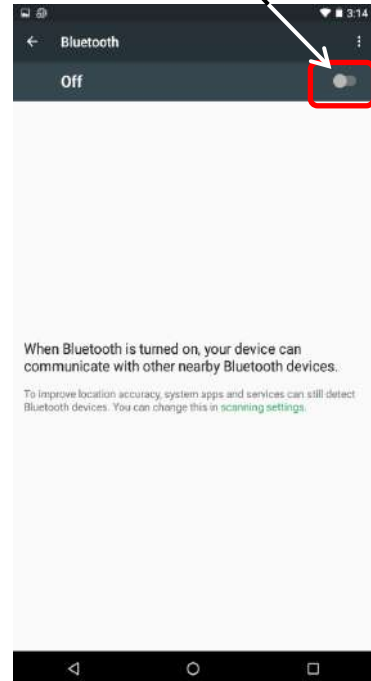 3:14
Bluetooth
Off
When Bluetooth is turned on, your device can
communicate with other nearby Bluetooth devices.
To improve location accuracy, system apps and services can still detect
Bluetooth devices. You can change this in scanning settings.